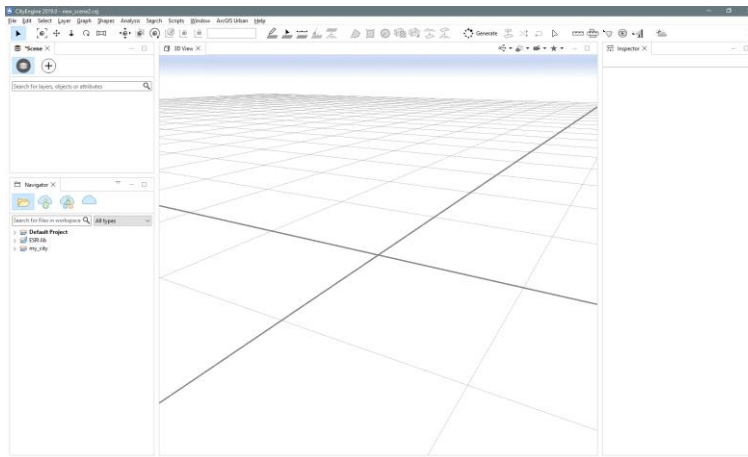 CityEngine 2019.0 - new_scene2.cej
File Edit Select Layer Graph Shapes Analysis Search Scripts Window ArcGIS Urban Help
Generate
*Scene
3D View
Inspector
Search for layers, objects or attributes
Navigator
Search for files in workspace All types
Default Project
ESRI.lib
my_city